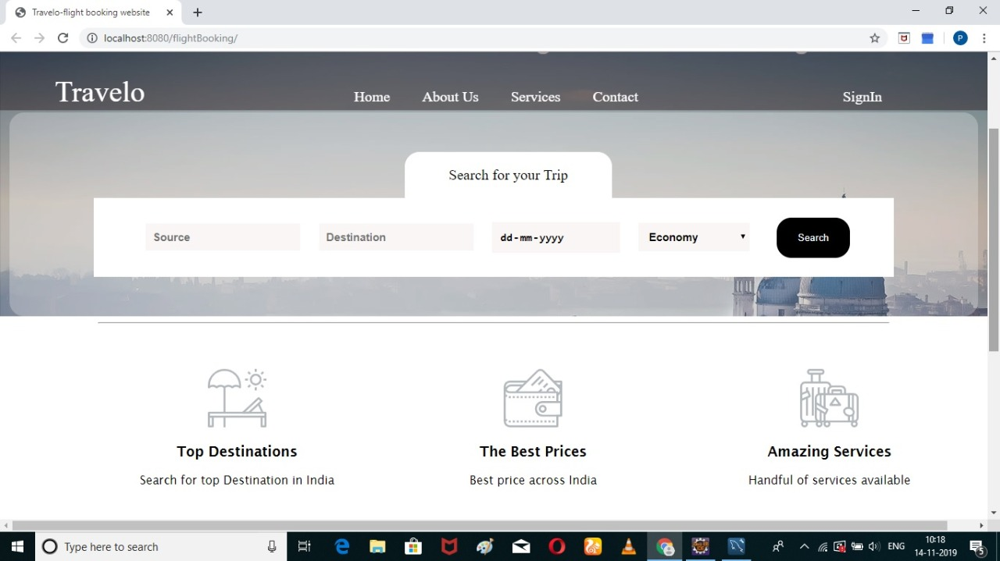 Travelo-flight booking website
localhost:8080/flightBooking/
P
Travelo
Home About Us Services Contact SignIn
Search for your Trip
Source Destination dd-mm-yyyy Economy Search
Top Destinations The Best Prices Amazing Services
Search for top Destination in India Best price across India Handful of services available
Type here to search ENG 10:18
14-11-2019 5